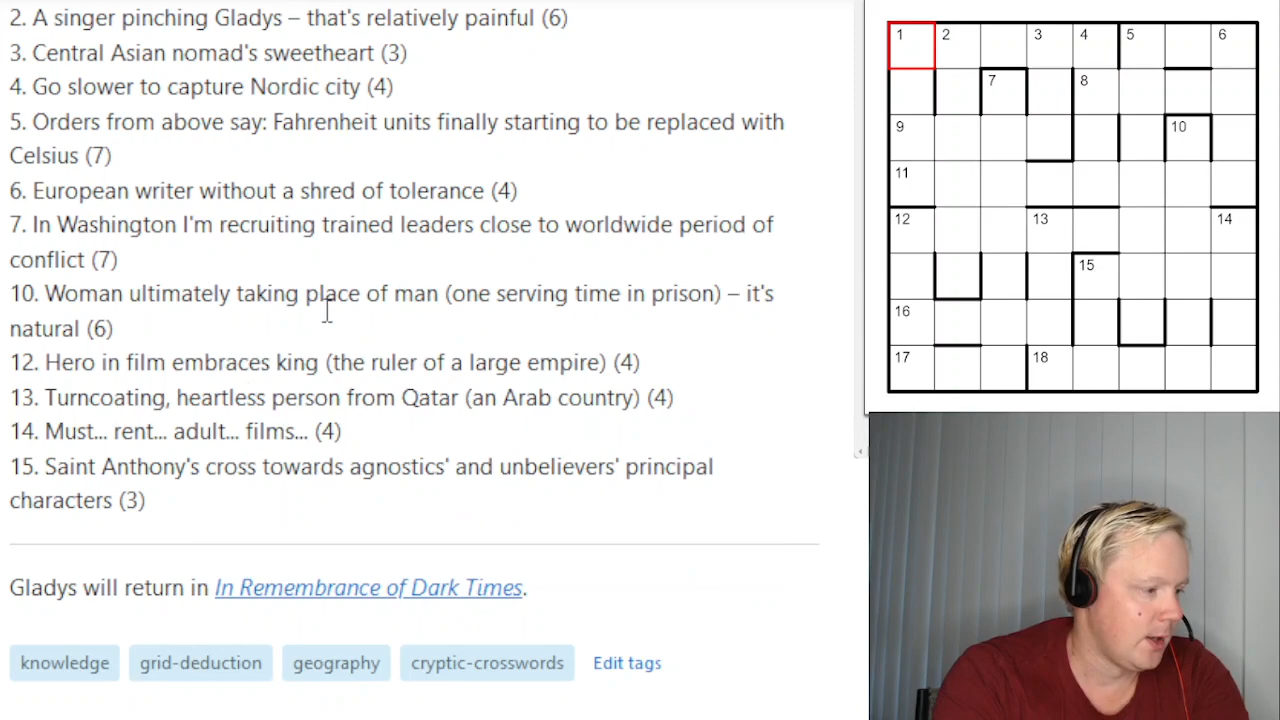 2. A singer pinching Gladys – that's relatively painful (6)
3. Central Asian nomad's sweetheart (3)
4. Go slower to capture Nordic city (4)
5. Orders from above say: Fahrenheit units finally starting to be replaced with
Celsius (7)
6. European writer without a shred of tolerance (4)
7. In Washington I'm recruiting trained leaders close to worldwide period of
conflict (7)
10. Woman ultimately taking place of man (one serving time in prison) – it's
natural (6)
12. Hero in film embraces king (the ruler of a large empire) (4)
13. Turncoating, heartless person from Qatar (an Arab country) (4)
14. Must... rent... adult... films... (4)
15. Saint Anthony's cross towards agnostics' and unbelievers' principal
characters (3)
Gladys will return in In Remembrance of Dark Times.
knowledge grid-deduction geography cryptic-crosswords Edit tags
1 2 3 4 5 6
7 8
9 10
11
12 13 14
15
16
17 18